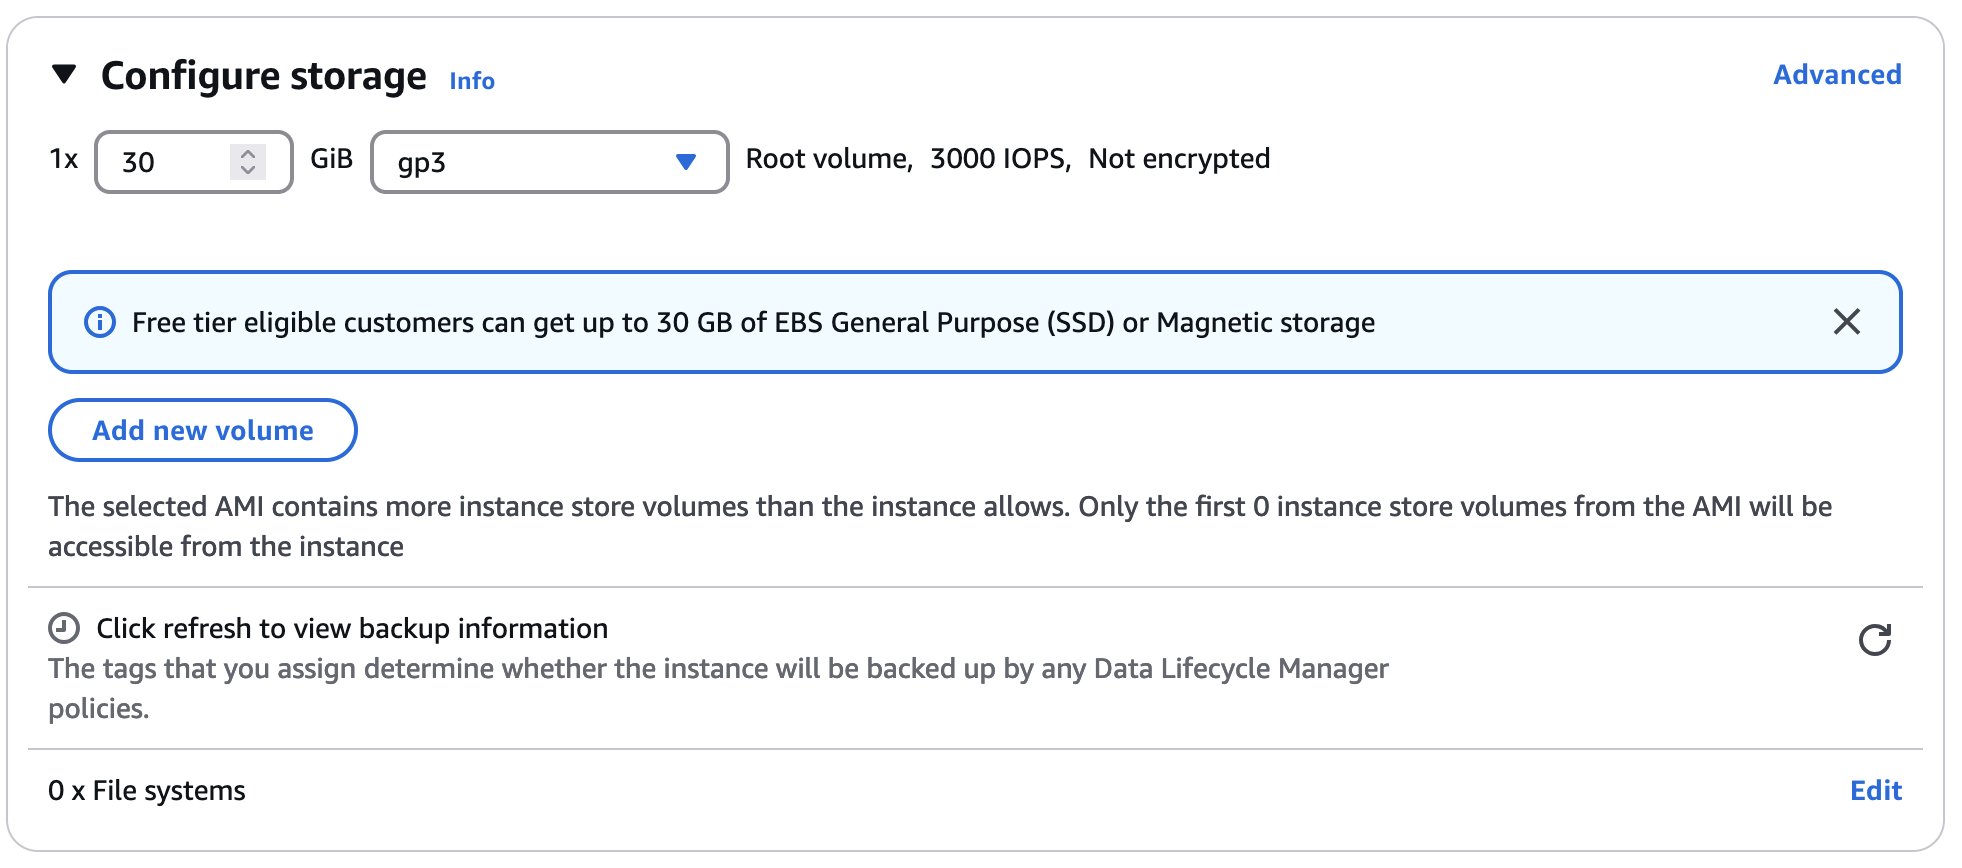 Configure storage Info Advanced
1x 30 GiB gp3 Root volume, 3000 IOPS, Not encrypted
Free tier eligible customers can get up to 30 GB of EBS General Purpose (SSD) or Magnetic storage
Add new volume
The selected AMI contains more instance store volumes than the instance allows. Only the first 0 instance store volumes from the AMI will be
accessible from the instance
Click refresh to view backup information
The tags that you assign determine whether the instance will be backed up by any Data Lifecycle Manager
policies.
0 x File systems Edit